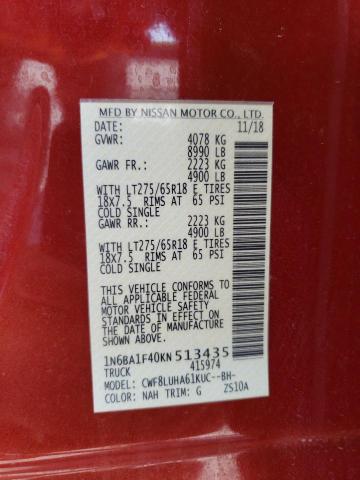 MFD BY NISSAN MOTOR CO., LTD.
DATE: 11/18
GVWR: 4078 KG
8990 LB
GAWR FR.: 2223 KG
4900 LB
WITH LT275/65R18 E TIRES
18X7.5 RIMS AT 65 PSI
COLD SINGLE
GAWR RR.: 2223 KG
4900 LB
WITH LT275/65R18 E TIRES
18X7.5 RIMS AT 65 PSI
COLD SINGLE
THIS VEHICLE CONFORMS TO
ALL APPLICABLE FEDERAL
MOTOR VEHICLE SAFETY
STANDARDS IN EFFECT ON
THE DATE OF MANUFACTURE
SHOWN ABOVE.
1N6BA1F40KN513435
TRUCK 415974
MODEL: CWF8LUHA61KUC--BH-
COLOR: NAH TRIM: G ZS10A